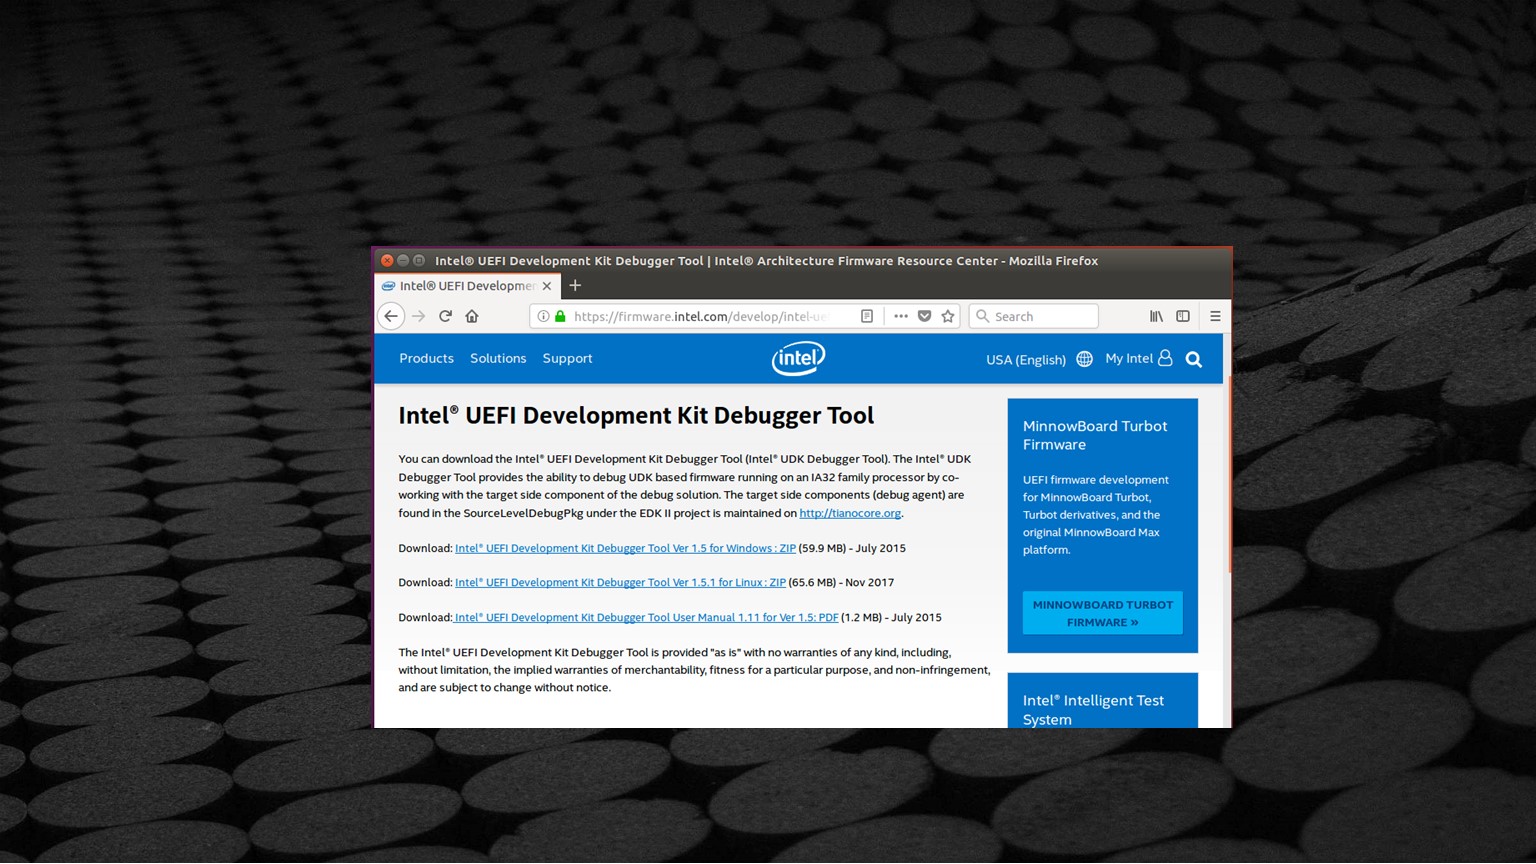 Intel® UEFI Development Kit Debugger Tool | Intel® Architecture Firmware Resource Center - Mozilla Firefox
Intel® UEFI Developmen
https://firmware.intel.com/develop/intel-ue
Search
Products Solutions Support
intel
USA (English) My Intel
Intel® UEFI Development Kit Debugger Tool
You can download the Intel® UEFI Development Kit Debugger Tool (Intel® UDK Debugger Tool). The Intel® UDK
Debugger Tool provides the ability to debug UDK based firmware running on an IA32 family processor by co-
working with the target side component of the debug solution. The target side components (debug agent) are
found in the SourceLevelDebugPkg under the EDK II project is maintained on http://tianocore.org.
Download: Intel® UEFI Development Kit Debugger Tool Ver 1.5 for Windows : ZIP (59.9 MB) - July 2015
Download: Intel® UEFI Development Kit Debugger Tool Ver 1.5.1 for Linux : ZIP (65.6 MB) - Nov 2017
Download: Intel® UEFI Development Kit Debugger Tool User Manual 1.11 for Ver 1.5: PDF (1.2 MB) - July 2015
The Intel® UEFI Development Kit Debugger Tool is provided "as is" with no warranties of any kind, including,
without limitation, the implied warranties of merchantability, fitness for a particular purpose, and non-infringement,
and are subject to change without notice.
MinnowBoard Turbot
Firmware
UEFI firmware development
for MinnowBoard Turbot,
Turbot derivatives, and the
original MinnowBoard Max
platform.
MINNOWBOARD TURBOT
FIRMWARE »
Intel® Intelligent Test
System